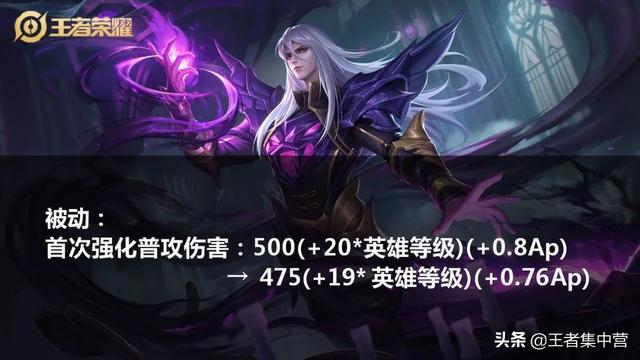 王者荣耀
被动：
首次强化普攻伤害：500(+20*英雄等级)(+0.8Ap)
→ 475(+19* 英雄等级)(+0.76Ap)
头条 @王者集中营